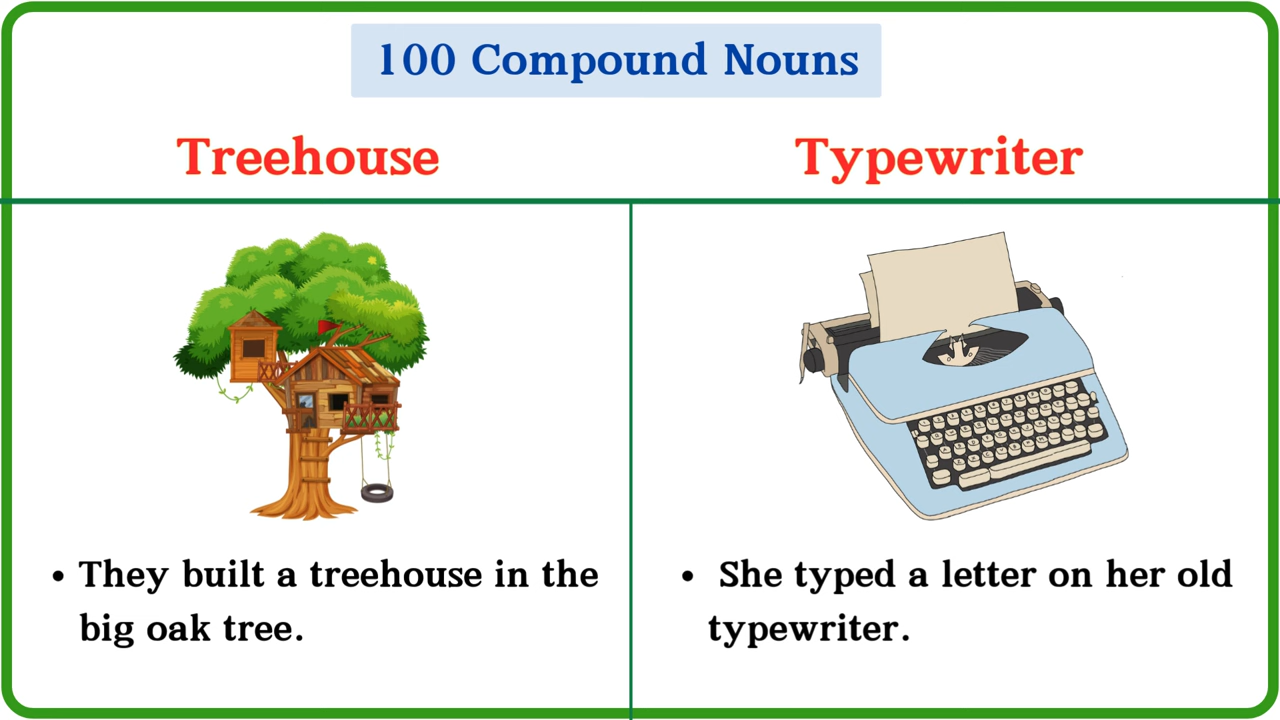 100 Compound Nouns
Treehouse
Typewriter
• They built a treehouse in the
big oak tree.
• She typed a letter on her old
typewriter.